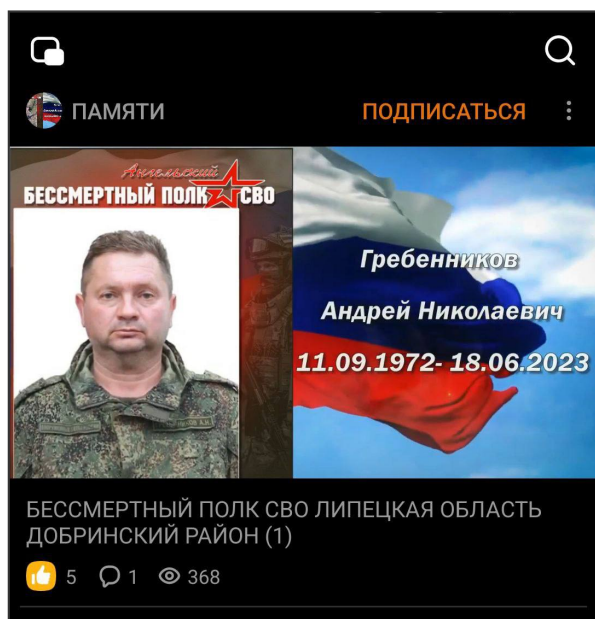 ПАМЯТИ
ПОДПИСАТЬСЯ
Ангельский
БЕССМЕРТНЫЙ ПОЛК СВО
Гребенников
Андрей Николаевич
11.09.1972- 18.06.2023
БЕССМЕРТНЫЙ ПОЛК СВО ЛИПЕЦКАЯ ОБЛАСТЬ
ДОБРИНСКИЙ РАЙОН (1)
5
1
368